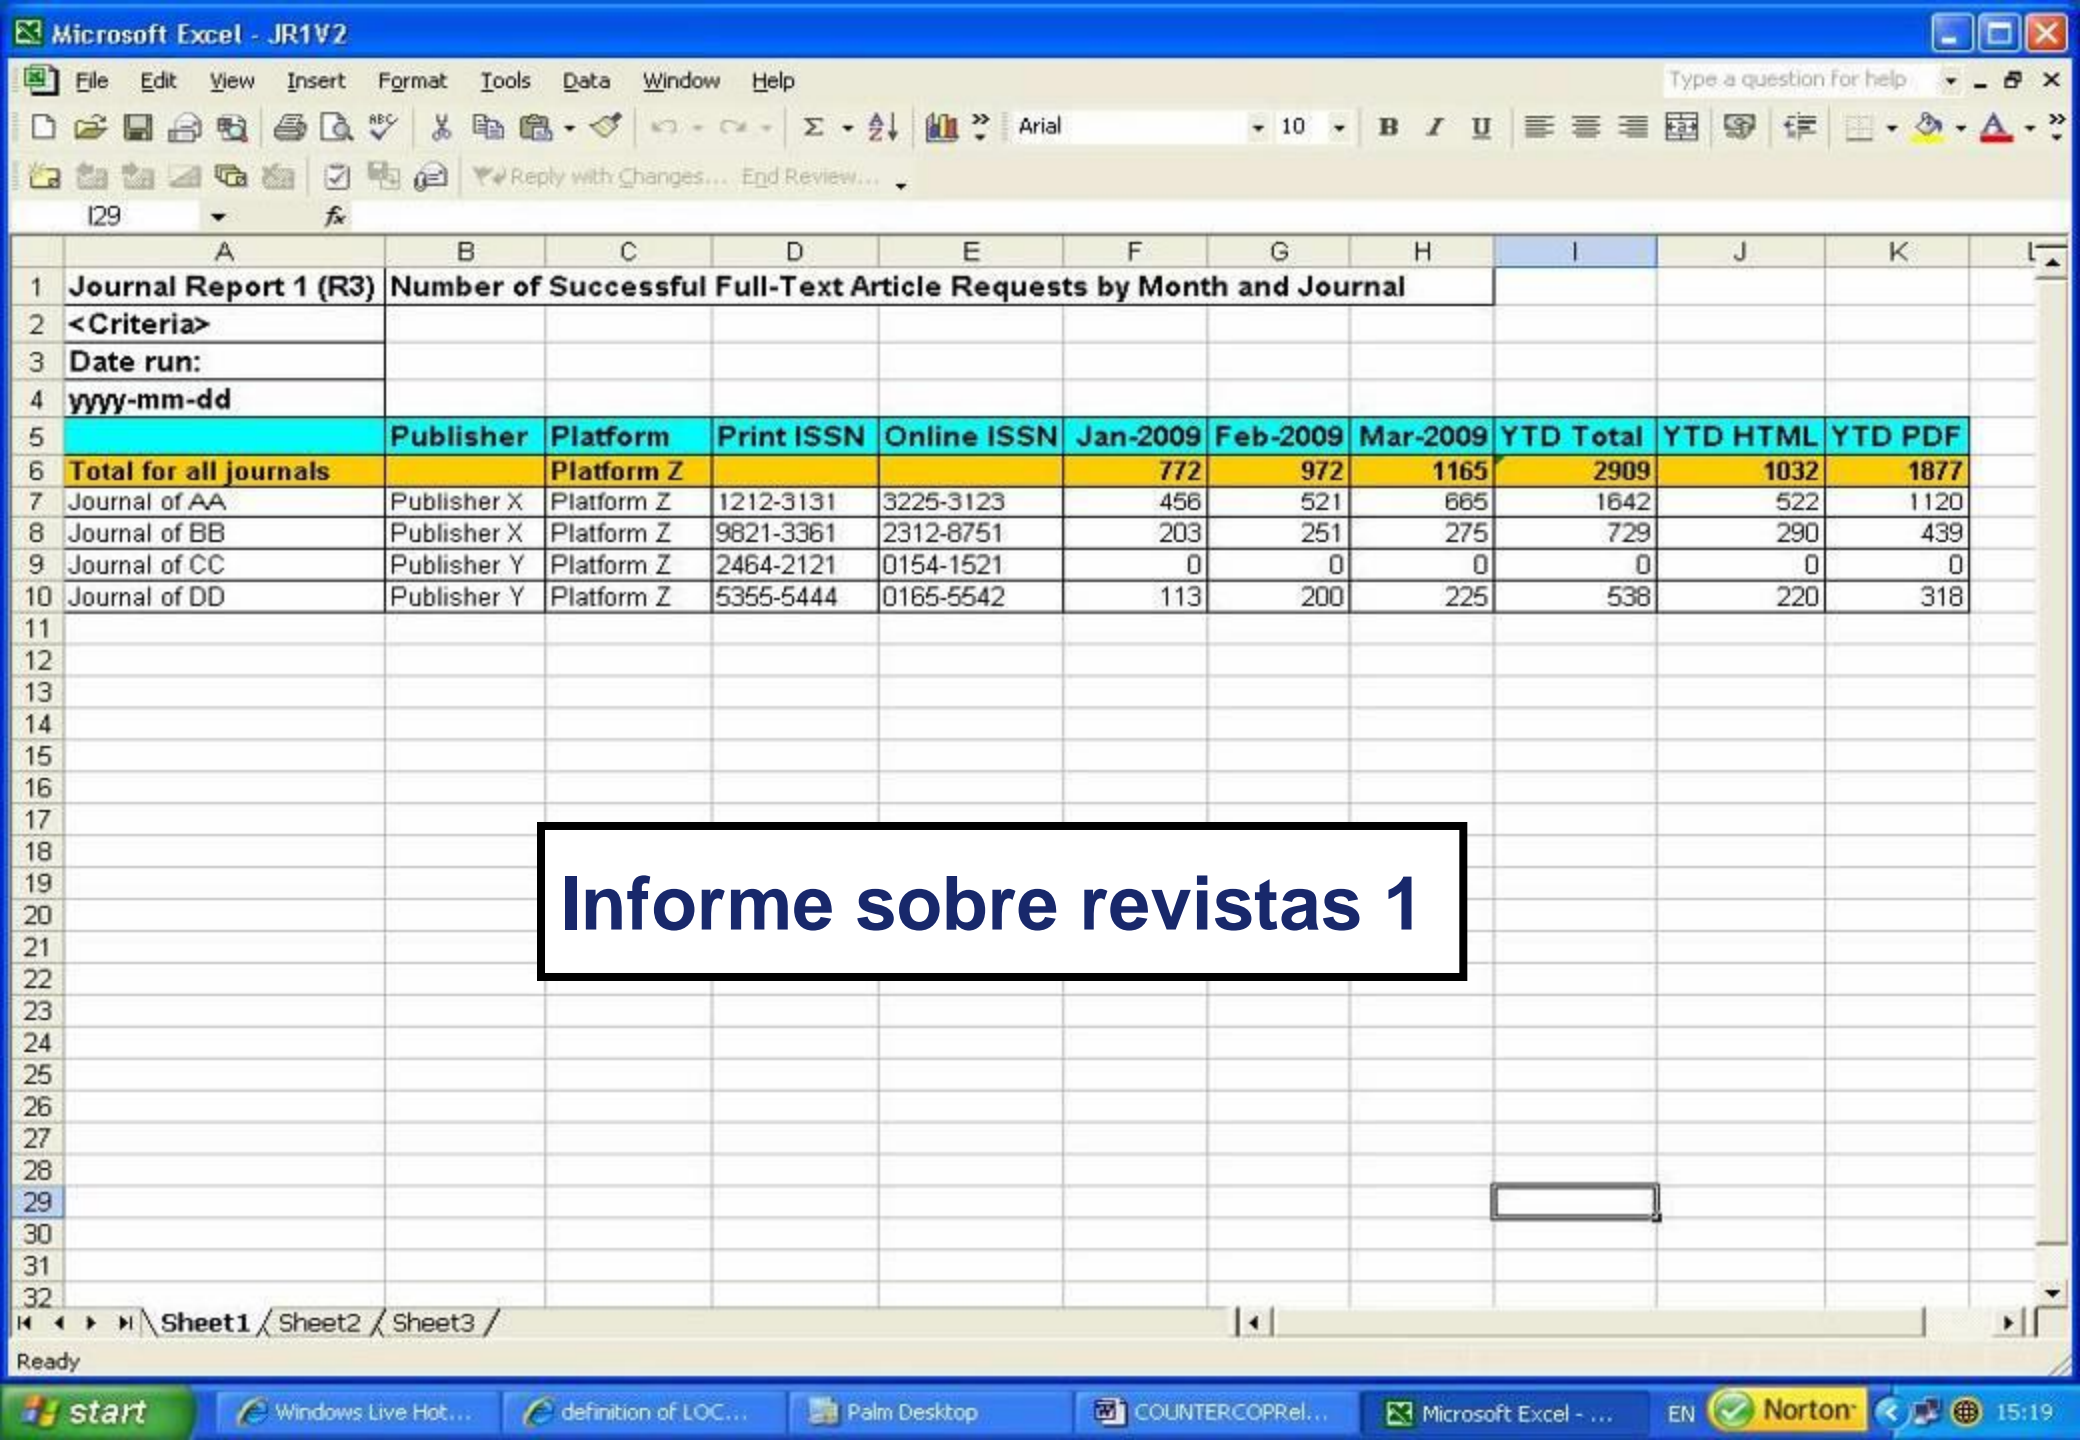 Microsoft Excel - JR1V2
File Edit View Insert Format Tools Data Window Help Type a question for help
Arial 10 B I U
Reply with Changes... End Review...
I29 fx
A B C D E F G H I J K L
1 Journal Report 1 (R3) Number of Successful Full-Text Article Requests by Month and Journal
2 <Criteria>
3 Date run:
4 yyyy-mm-dd
5 Publisher Platform Print ISSN Online ISSN Jan-2009 Feb-2009 Mar-2009 YTD Total YTD HTML YTD PDF
6 Total for all journals Platform Z 772 972 1165 2909 1032 1877
7 Journal of AA Publisher X Platform Z 1212-3131 3225-3123 456 521 665 1642 522 1120
8 Journal of BB Publisher X Platform Z 9821-3361 2312-8751 203 251 275 729 290 439
9 Journal of CC Publisher Y Platform Z 2464-2121 0154-1521 0 0 0 0 0 0
10 Journal of DD Publisher Y Platform Z 5355-5444 0165-5542 113 200 225 538 220 318
11
12
13
14
15
16
17
18
19
Informe sobre revistas 1
20
21
22
23
24
25
26
27
28
29
30
31
32
Sheet1 Sheet2 Sheet3
Ready
start Windows Live Hot... definition of LOC... Palm Desktop COUNTERCOPRel... Microsoft Excel - ... EN Norton 15:19